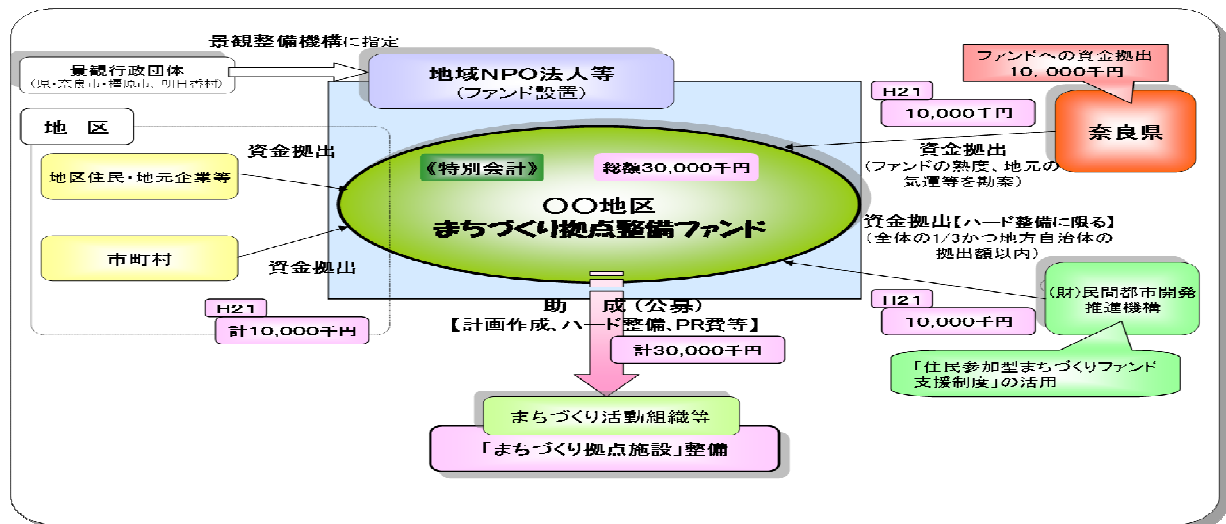 景観整備機構に指定
景観行政団体
(県・奈良市・橿原市、明日香村)
地域NPO法人等
(ファンド設置)
ファンドへの資金拠出
10,000千円
奈良県
H21
10,000千円
資金拠出
(ファンドの熟度、地元の
気運等を勘案)
地 区
資金拠出
地区住民・地元企業等
市町村
資金拠出
H21
計10,000千円
《特別会計》
総額30,000千円
〇〇地区
まちづくり拠点整備ファンド
資金拠出【ハード整備に限る】
(全体の1/3かつ地方自治体の
拠出額以内)
H21
10,000千円
(財)民間都市開発
推進機構
「住民参加型まちづくりファンド
支援制度」の活用
助 成(公募)
【計画作成、ハード整備、PR費等】
計30,000千円
まちづくり活動組織等
「まちづくり拠点施設」整備